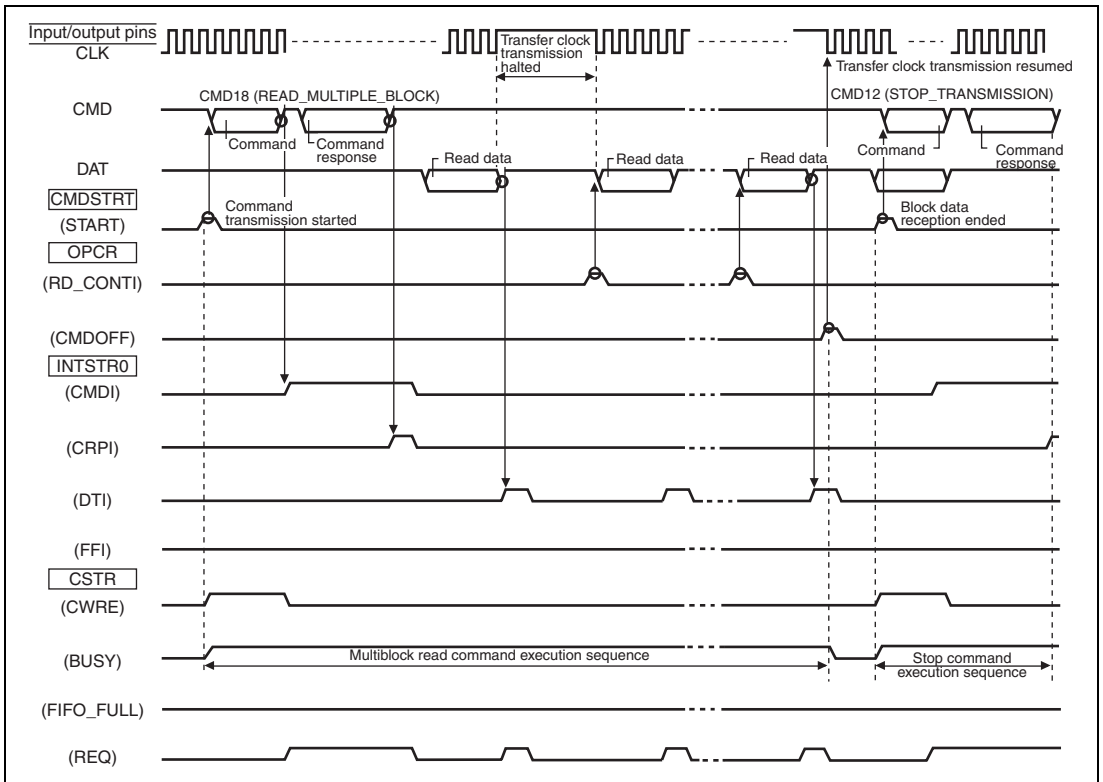 Input/output pins
CLK
Transfer clock
transmission
halted
Transfer clock transmission resumed
CMD18 (READ_MULTIPLE_BLOCK)
CMD12 (STOP_TRANSMISSION)
CMD
Command
Command
response
Command
Command
response
DAT
Read data
Read data
Read data
CMDSTRT
(START)
Command
transmission started
Block data
reception ended
OPCR
(RD_CONTI)
(CMDOFF)
INTSTR0
(CMDI)
(CRPI)
(DTI)
(FFI)
CSTR
(CWRE)
(BUSY)
Multiblock read command execution sequence
Stop command
execution sequence
(FIFO_FULL)
(REQ)